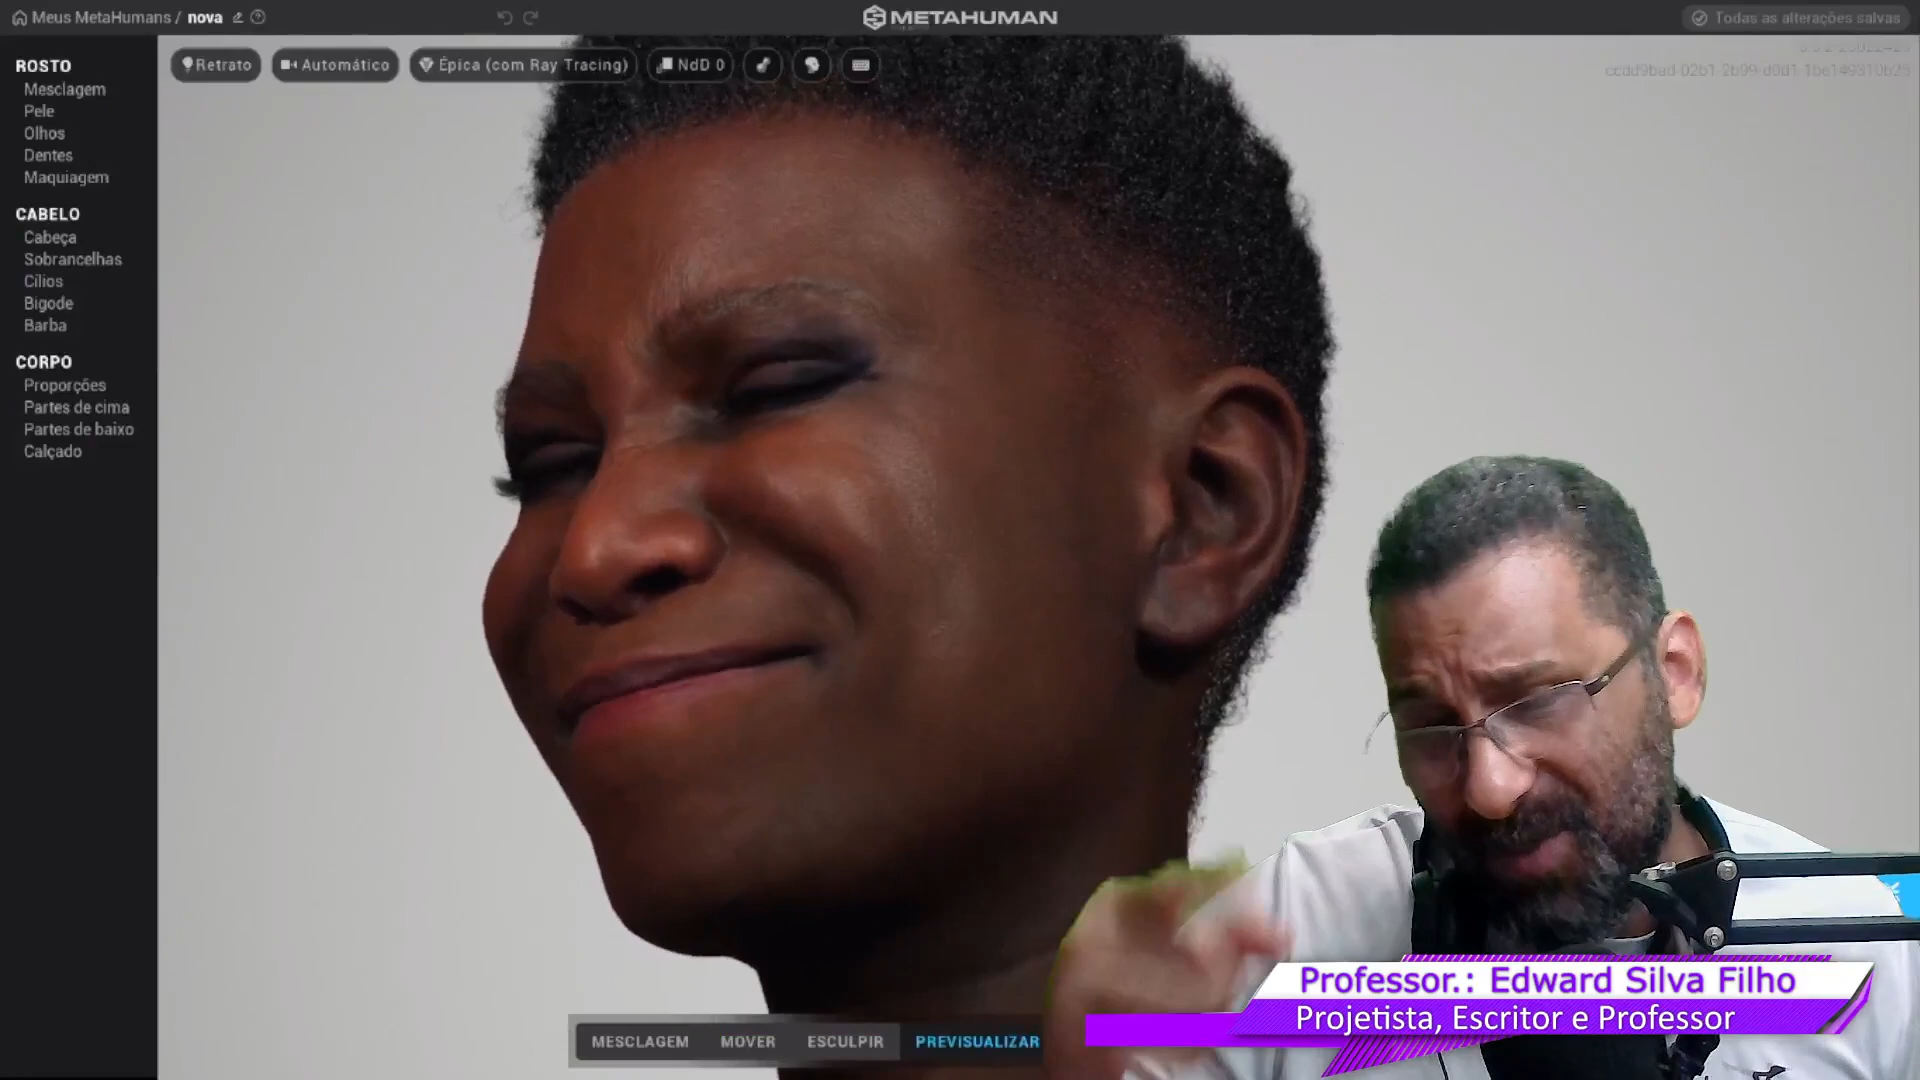 Meus MetaHumans / nova
METAHUMAN
Todas as alterações salvas
Retrato
Automático
Épica (com Ray Tracing)
NdD 0
ROSTO
Mesclagem
Pele
Olhos
Dentes
Maquiagem
CABELO
Cabeça
Sobrancelhas
Cílios
Bigode
Barba
CORPO
Proporções
Partes de cima
Partes de baixo
Calçado
MESCLAGEM
MOVER
ESCULPIR
PREVISUALIZAR
Professor.: Edward Silva Filho
Projetista, Escritor e Professor